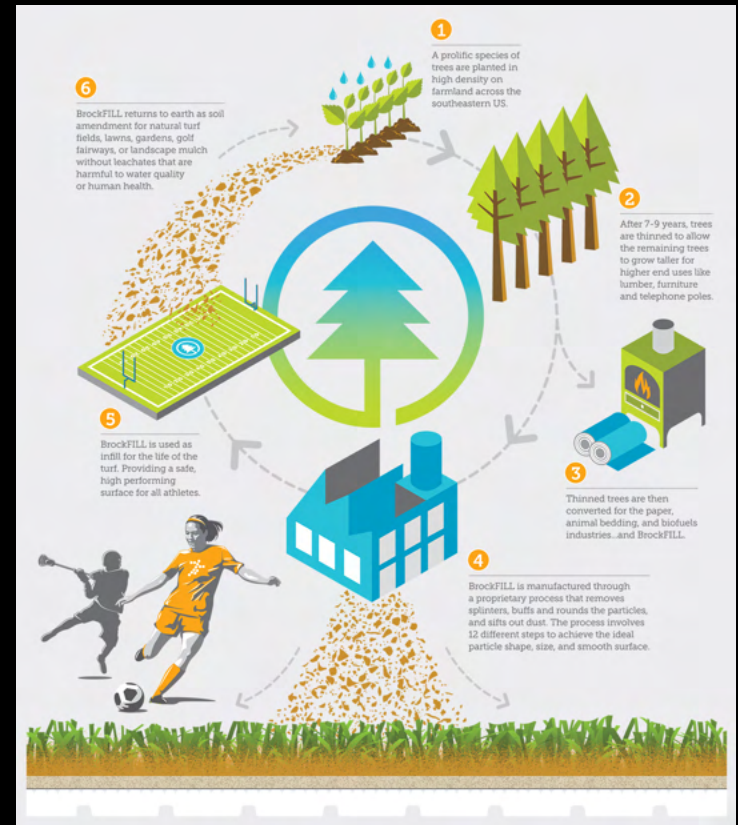 1
A prolific species of
trees are planted in
high density on
farmland across the
southeastern US.
2
After 7-9 years, trees
are thinned to allow
the remaining trees
to grow taller for
higher end uses like
lumber, furniture
and telephone poles.
3
Thinned trees are then
converted for the paper,
animal bedding, and biofuels
industries...and BrockFILL.
4
BrockFILL is manufactured through
a proprietary process that removes
splinters, buffs and rounds the particles,
and sifts out dust. The process involves
12 different steps to achieve the ideal
particle shape, size, and smooth surface.
5
BrockFILL is used as
infill for the life of the
turf. Providing a safe,
high performing
surface for all athletes.
6
BrockFILL returns to earth as soil
amendment for natural turf
fields, lawns, gardens, golf
fairways, or landscape mulch
without leachates that are
harmful to water quality
or human health.